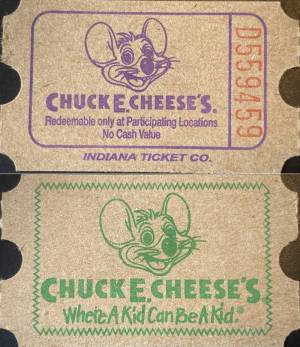 CHUCK E. CHEESE'S®
Redeemable only at Participating Locations
No Cash Value
D559459
INDIANA TICKET CO.
CHUCK E. CHEESE'S
Where A Kid Can Be A Kid.®